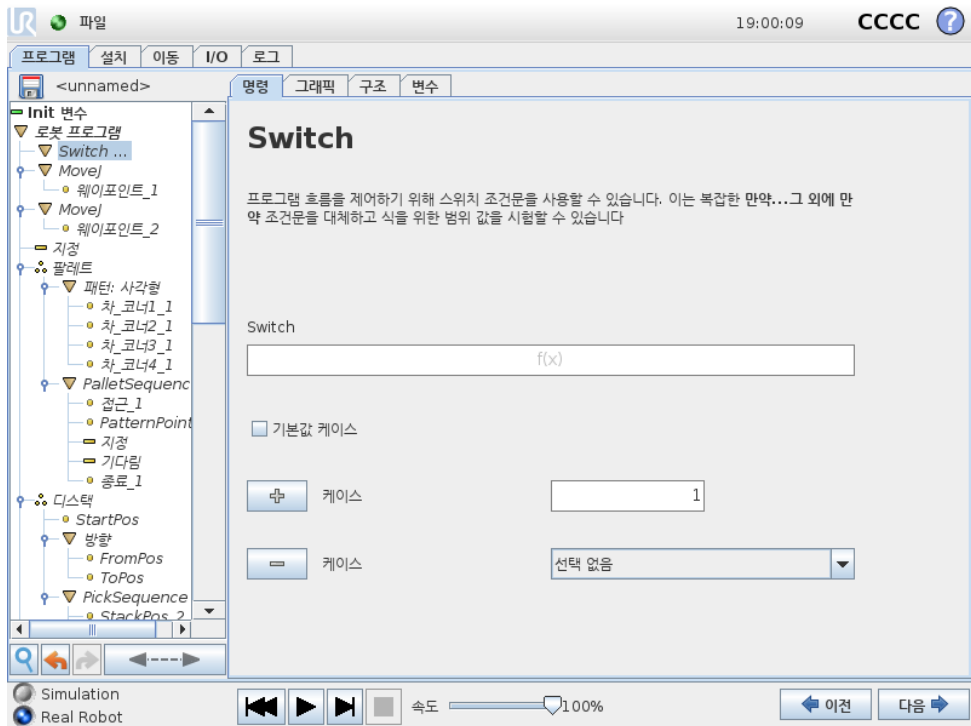 UR 파일 19:00:09 CCCC ?
프로그램 설치 이동 I/O 로그
<unnamed> 명령 그래픽 구조 변수
Init 변수
로봇 프로그램
Switch ...
MoveJ
웨이포인트_1
MoveJ
웨이포인트_2
지정
팔레트
패턴: 사각형
차_코너1_1
차_코너2_1
차_코너3_1
차_코너4_1
PalletSequenc
접근_1
PatternPoint
지정
기다림
종료_1
디스택
StartPos
방향
FromPos
ToPos
PickSequence
StackPos_2
Switch
프로그램 흐름를 제어하기 위해 스위치 조건문을 사용할 수 있습니다. 이는 복잡한 만약...그 외에 만
약 조건문을 대체하고 식을 위한 범위 값을 시험할 수 있습니다
Switch
f(x)
기본값 케이스
케이스 1
케이스 선택 없음
Simulation
Real Robot
속도 100%
이전 다음